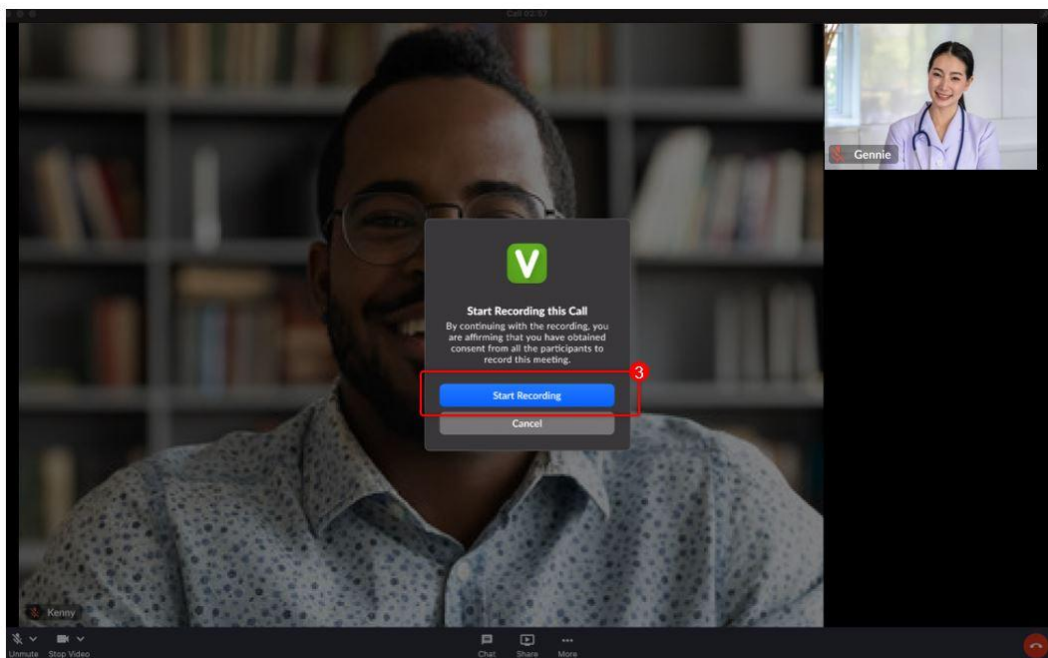 Call 02:57
Gennie
V
Start Recording this Call
By continuing with the recording, you
are affirming that you have obtained
consent from all the participants to
record this meeting.
3
Start Recording
Cancel
Kenny
Unmute
Stop Video
Chat
Share
More